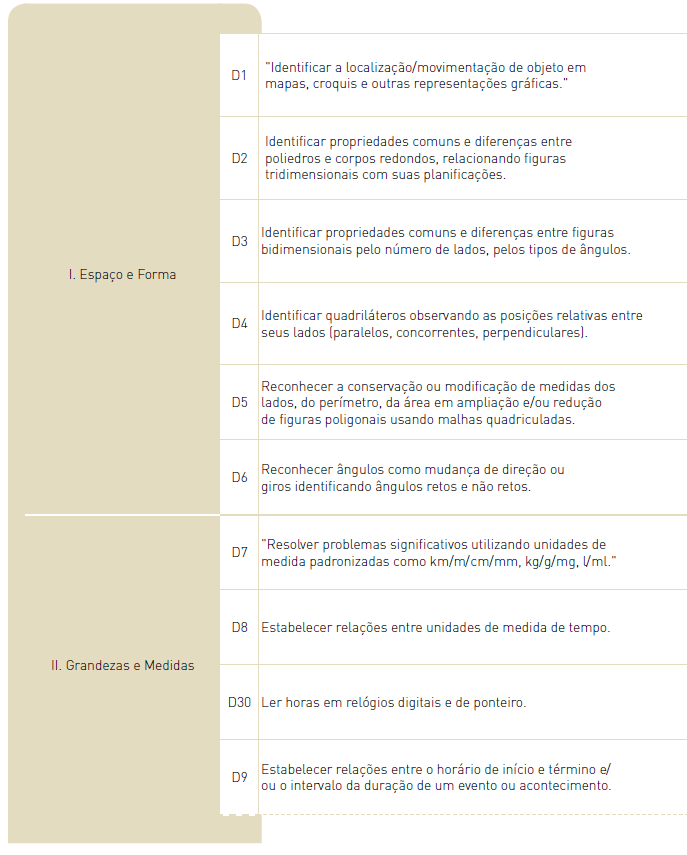 I. Espaço e Forma
D1
"Identificar a localização/movimentação de objeto em
mapas, croquis e outras representações gráficas."
D2
Identificar propriedades comuns e diferenças entre
poliedros e corpos redondos, relacionando figuras
tridimensionais com suas planificações.
D3
Identificar propriedades comuns e diferenças entre figuras
bidimensionais pelo número de lados, pelos tipos de ângulos.
D4
Identificar quadriláteros observando as posições relativas entre
seus lados (paralelos, concorrentes, perpendiculares).
D5
Reconhecer a conservação ou modificação de medidas dos
lados, do perímetro, da área em ampliação e/ou redução
de figuras poligonais usando malhas quadriculadas.
D6
Reconhecer ângulos como mudança de direção ou
giros identificando ângulos retos e não retos.
II. Grandezas e Medidas
D7
"Resolver problemas significativos utilizando unidades de
medida padronizadas como km/m/cm/mm, kg/g/mg, l/ml."
D8
Estabelecer relações entre unidades de medida de tempo.
D30
Ler horas em relógios digitais e de ponteiro.
D9
Estabelecer relações entre o horário de início e término e/
ou o intervalo da duração de um evento ou acontecimento.